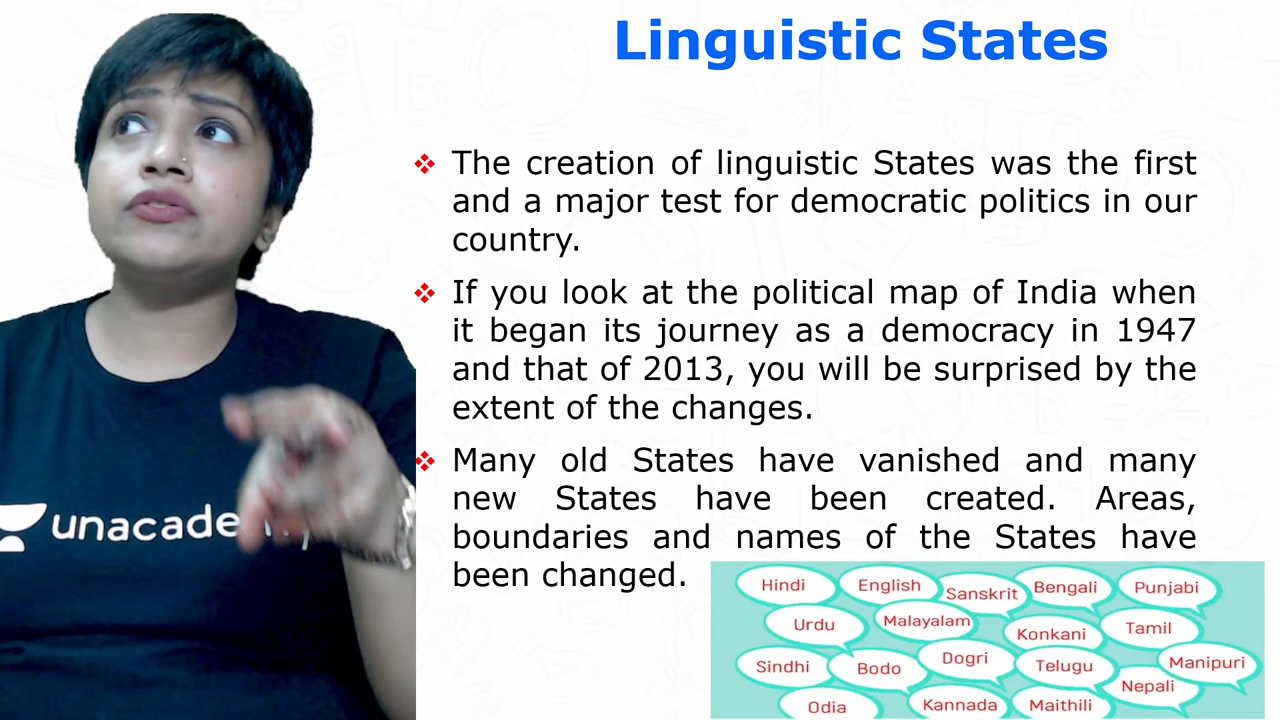 Linguistic States
The creation of linguistic States was the first
and a major test for democratic politics in our
country.
If you look at the political map of India when
it began its journey as a democracy in 1947
and that of 2013, you will be surprised by the
extent of the changes.
Many old States have vanished and many
new States have been created. Areas,
boundaries and names of the States have
been changed.
unacade
Hindi English Sanskrit Bengali Punjabi
Urdu Malayalam Konkani Tamil
Sindhi Bodo Dogri Telugu Manipuri
Nepali
Odia Kannada Maithili